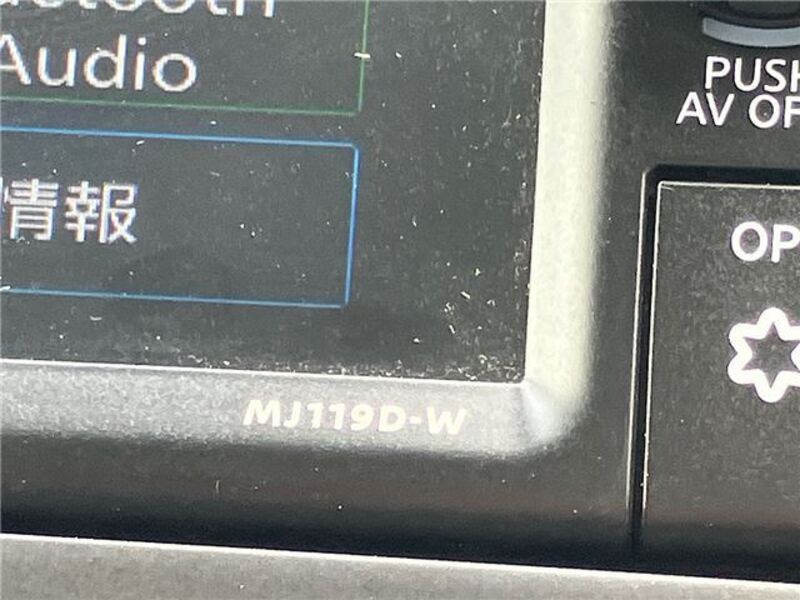 Audio
PUSH
AV OF
情報
OP
MJ119D-W